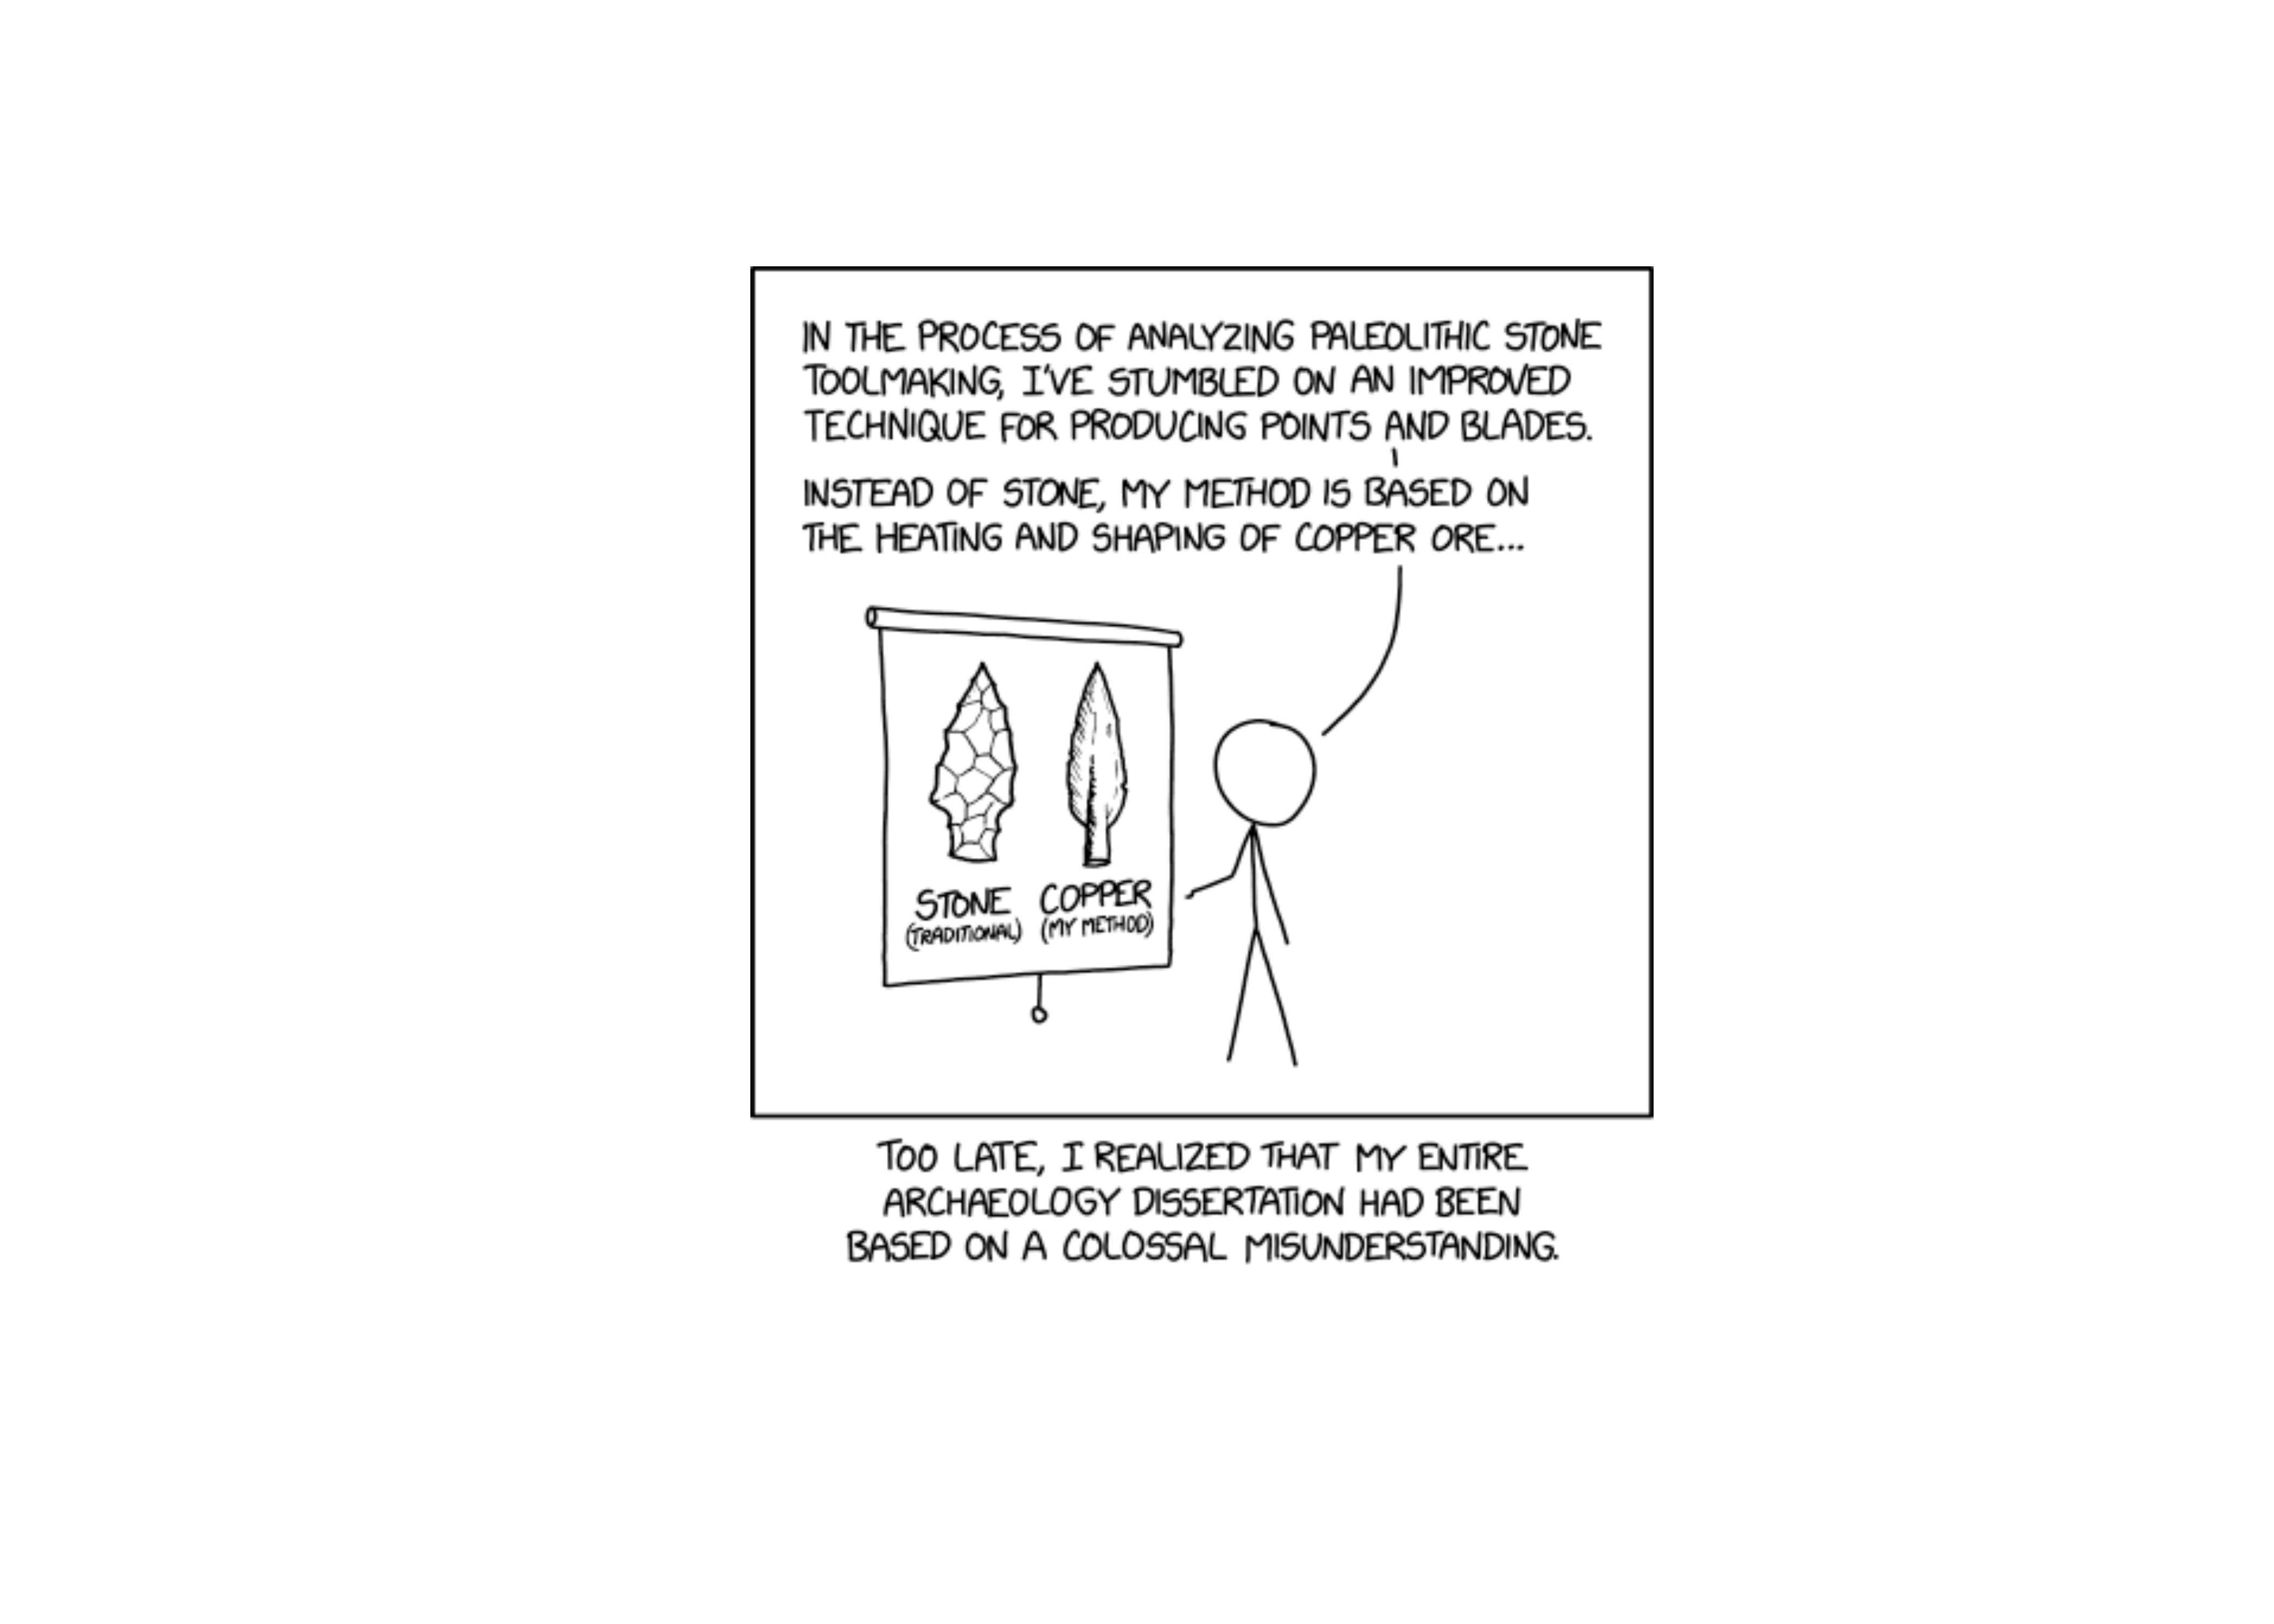 IN THE PROCESS OF ANALYZING PALEOLITHIC STONE
TOOLMAKING, I'VE STUMBLED ON AN IMPROVED
TECHNIQUE FOR PRODUCING POINTS AND BLADES.
INSTEAD OF STONE, MY METHOD IS BASED ON
THE HEATING AND SHAPING OF COPPER ORE...
STONE
(TRADITIONAL)
COPPER
(MY METHOD)
TOO LATE, I REALIZED THAT MY ENTIRE
ARCHAEOLOGY DISSERTATION HAD BEEN
BASED ON A COLOSSAL MISUNDERSTANDING.